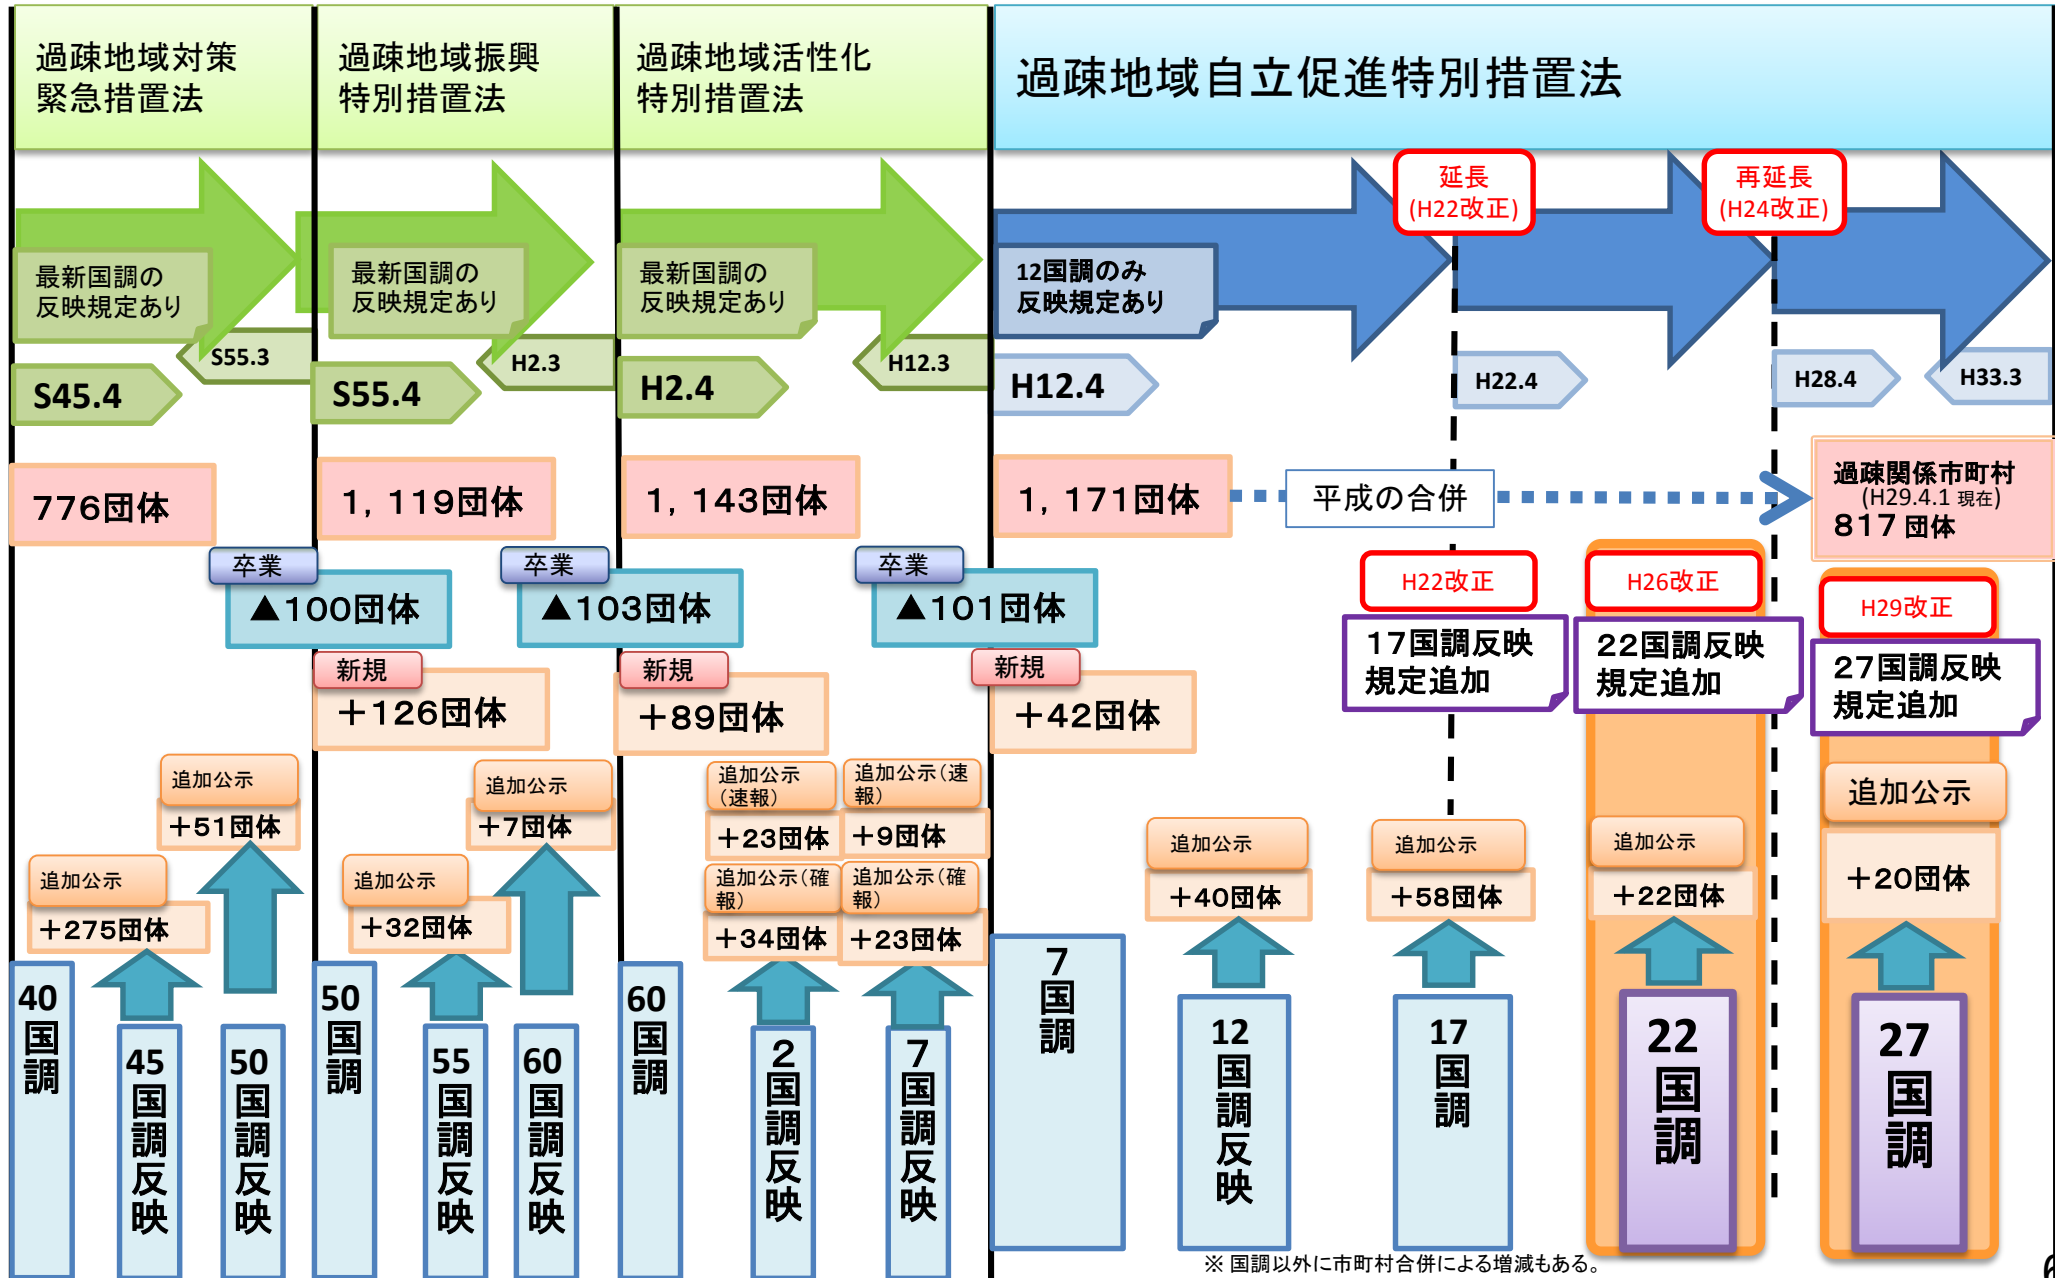 過疎地域対策
緊急措置法
過疎地域振興
特別措置法
過疎地域活性化
特別措置法
過疎地域自立促進特別措置法
延長
(H22改正)
再延長
(H24改正)
最新国調の
反映規定あり
最新国調の
反映規定あり
最新国調の
反映規定あり
12国調のみ
反映規定あり
S45.4
S55.3
S55.4
H2.3
H2.4
H12.3
H12.4
H22.4
H28.4
H33.3
776団体
1,119団体
1,143団体
1,171団体
平成の合併
過疎関係市町村
(H29.4.1 現在)
817 団体
卒業
▲100団体
卒業
▲103団体
卒業
▲101団体
新規
+126団体
新規
+89団体
新規
+42団体
H22改正
17国調反映
規定追加
H26改正
22国調反映
規定追加
H29改正
27国調反映
規定追加
追加公示
+275団体
追加公示
+51団体
追加公示
+32団体
追加公示
+7団体
追加公示
(速報)
+23団体
追加公示(確
報)
+34団体
追加公示(速
報)
+9団体
追加公示(確
報)
+23団体
追加公示
+40団体
追加公示
+58団体
追加公示
+22団体
追加公示
+20団体
40国調
45国調反映
50国調反映
50国調
55国調反映
60国調反映
60国調
2国調反映
7国調反映
7国調
12国調反映
17国調
22国調
27国調
※ 国調以外に市町村合併による増減もある。